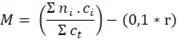 M = (Σ nᵢ . cᵢ / Σ cₜ) − (0,1 * r)